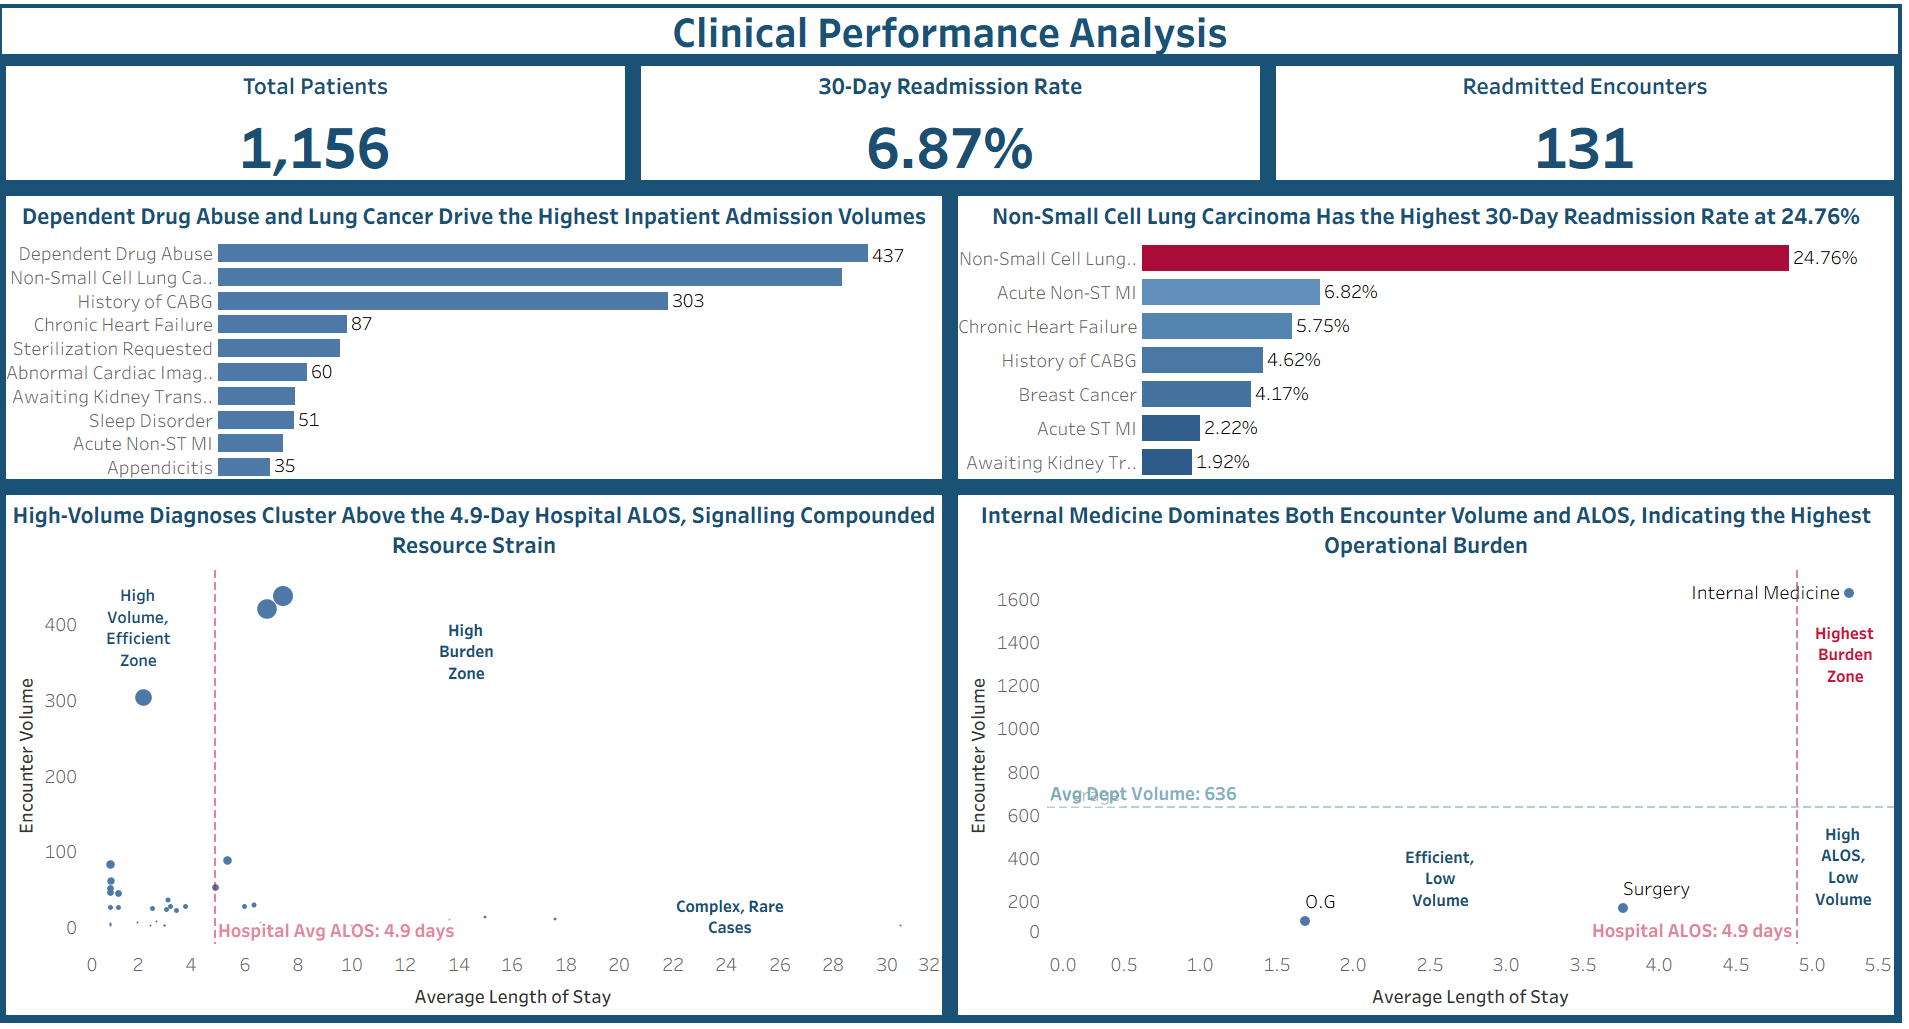 Clinical Performance Analysis
Total Patients
1,156
30-Day Readmission Rate
6.87%
Readmitted Encounters
131
Dependent Drug Abuse and Lung Cancer Drive the Highest Inpatient Admission Volumes
Dependent Drug Abuse 437
Non-Small Cell Lung Ca..
History of CABG 303
Chronic Heart Failure 87
Sterilization Requested
Abnormal Cardiac Imag.. 60
Awaiting Kidney Trans..
Sleep Disorder 51
Acute Non-ST MI
Appendicitis 35
Non-Small Cell Lung Carcinoma Has the Highest 30-Day Readmission Rate at 24.76%
Non-Small Cell Lung.. 24.76%
Acute Non-ST MI 6.82%
Chronic Heart Failure 5.75%
History of CABG 4.62%
Breast Cancer 4.17%
Acute ST MI 2.22%
Awaiting Kidney Tr.. 1.92%
High-Volume Diagnoses Cluster Above the 4.9-Day Hospital ALOS, Signalling Compounded
Resource Strain
High
Volume,
Efficient
Zone
High
Burden
Zone
Complex, Rare
Cases
Hospital Avg ALOS: 4.9 days
Encounter Volume
400
300
200
100
0
0 2 4 6 8 10 12 14 16 18 20 22 24 26 28 30 32
Average Length of Stay
Internal Medicine Dominates Both Encounter Volume and ALOS, Indicating the Highest
Operational Burden
Internal Medicine
Highest
Burden
Zone
Avg Dept Volume: 636
High
ALOS,
Low
Volume
Efficient,
Low
Volume
O.G
Surgery
Hospital ALOS: 4.9 days
Encounter Volume
1600
1400
1200
1000
800
600
400
200
0
0.0 0.5 1.0 1.5 2.0 2.5 3.0 3.5 4.0 4.5 5.0 5.5
Average Length of Stay